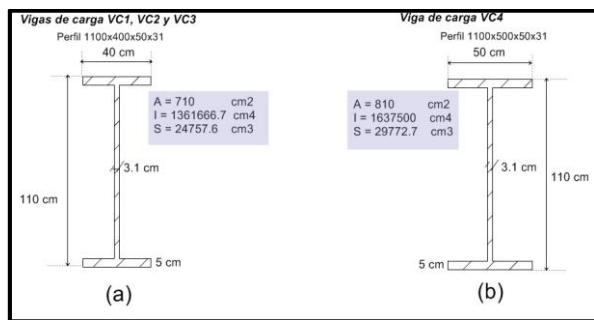 Vigas de carga VC1, VC2 y VC3
Perfil 1100x400x50x31
40 cm
A = 710 cm2
I = 1361666.7 cm4
S = 24757.6 cm3
3.1 cm
110 cm
5 cm
(a)
Viga de carga VC4
Perfil 1100x500x50x31
50 cm
A = 810 cm2
I = 1637500 cm4
S = 29772.7 cm3
3.1 cm
110 cm
5 cm
(b)